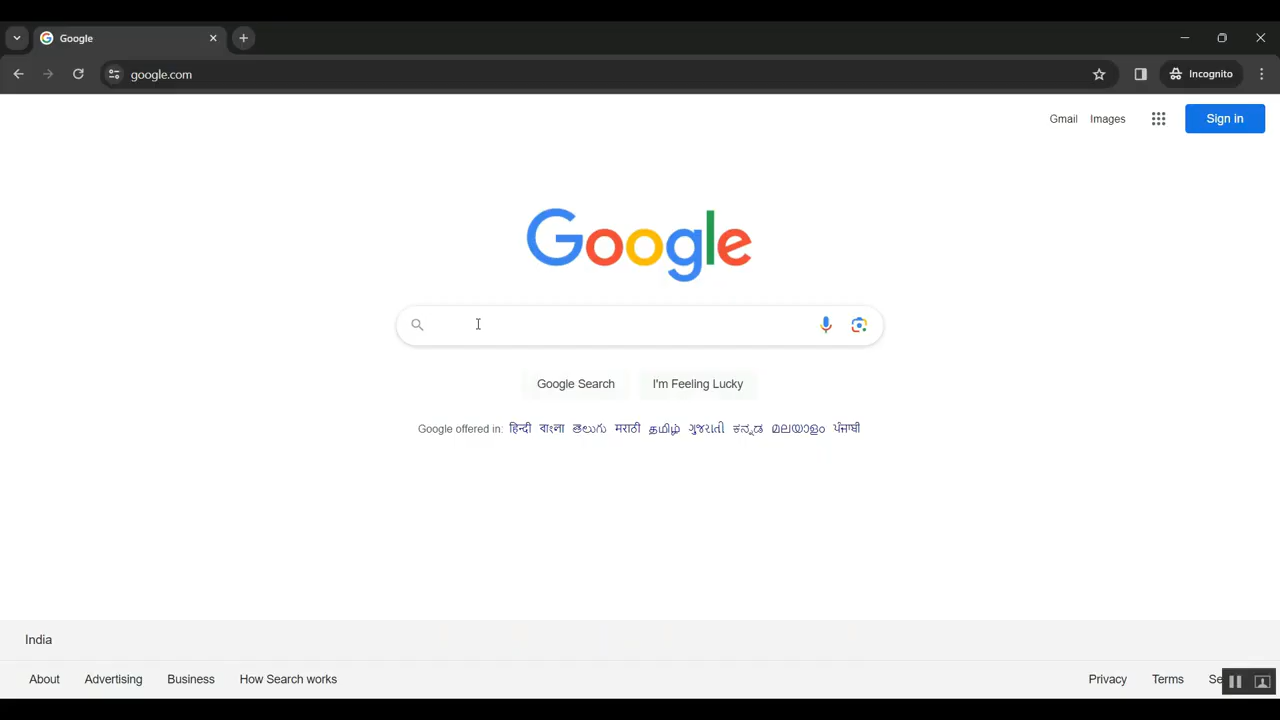 Google
google.com
Incognito
Gmail Images Sign in
Google
Google Search I'm Feeling Lucky
Google offered in: हिन्दी বাংলা తెలుగు मराठी தமிழ் ગુજરાતી ಕನ್ನಡ മലയാളം ਪੰਜਾਬੀ
India
About Advertising Business How Search works Privacy Terms Se